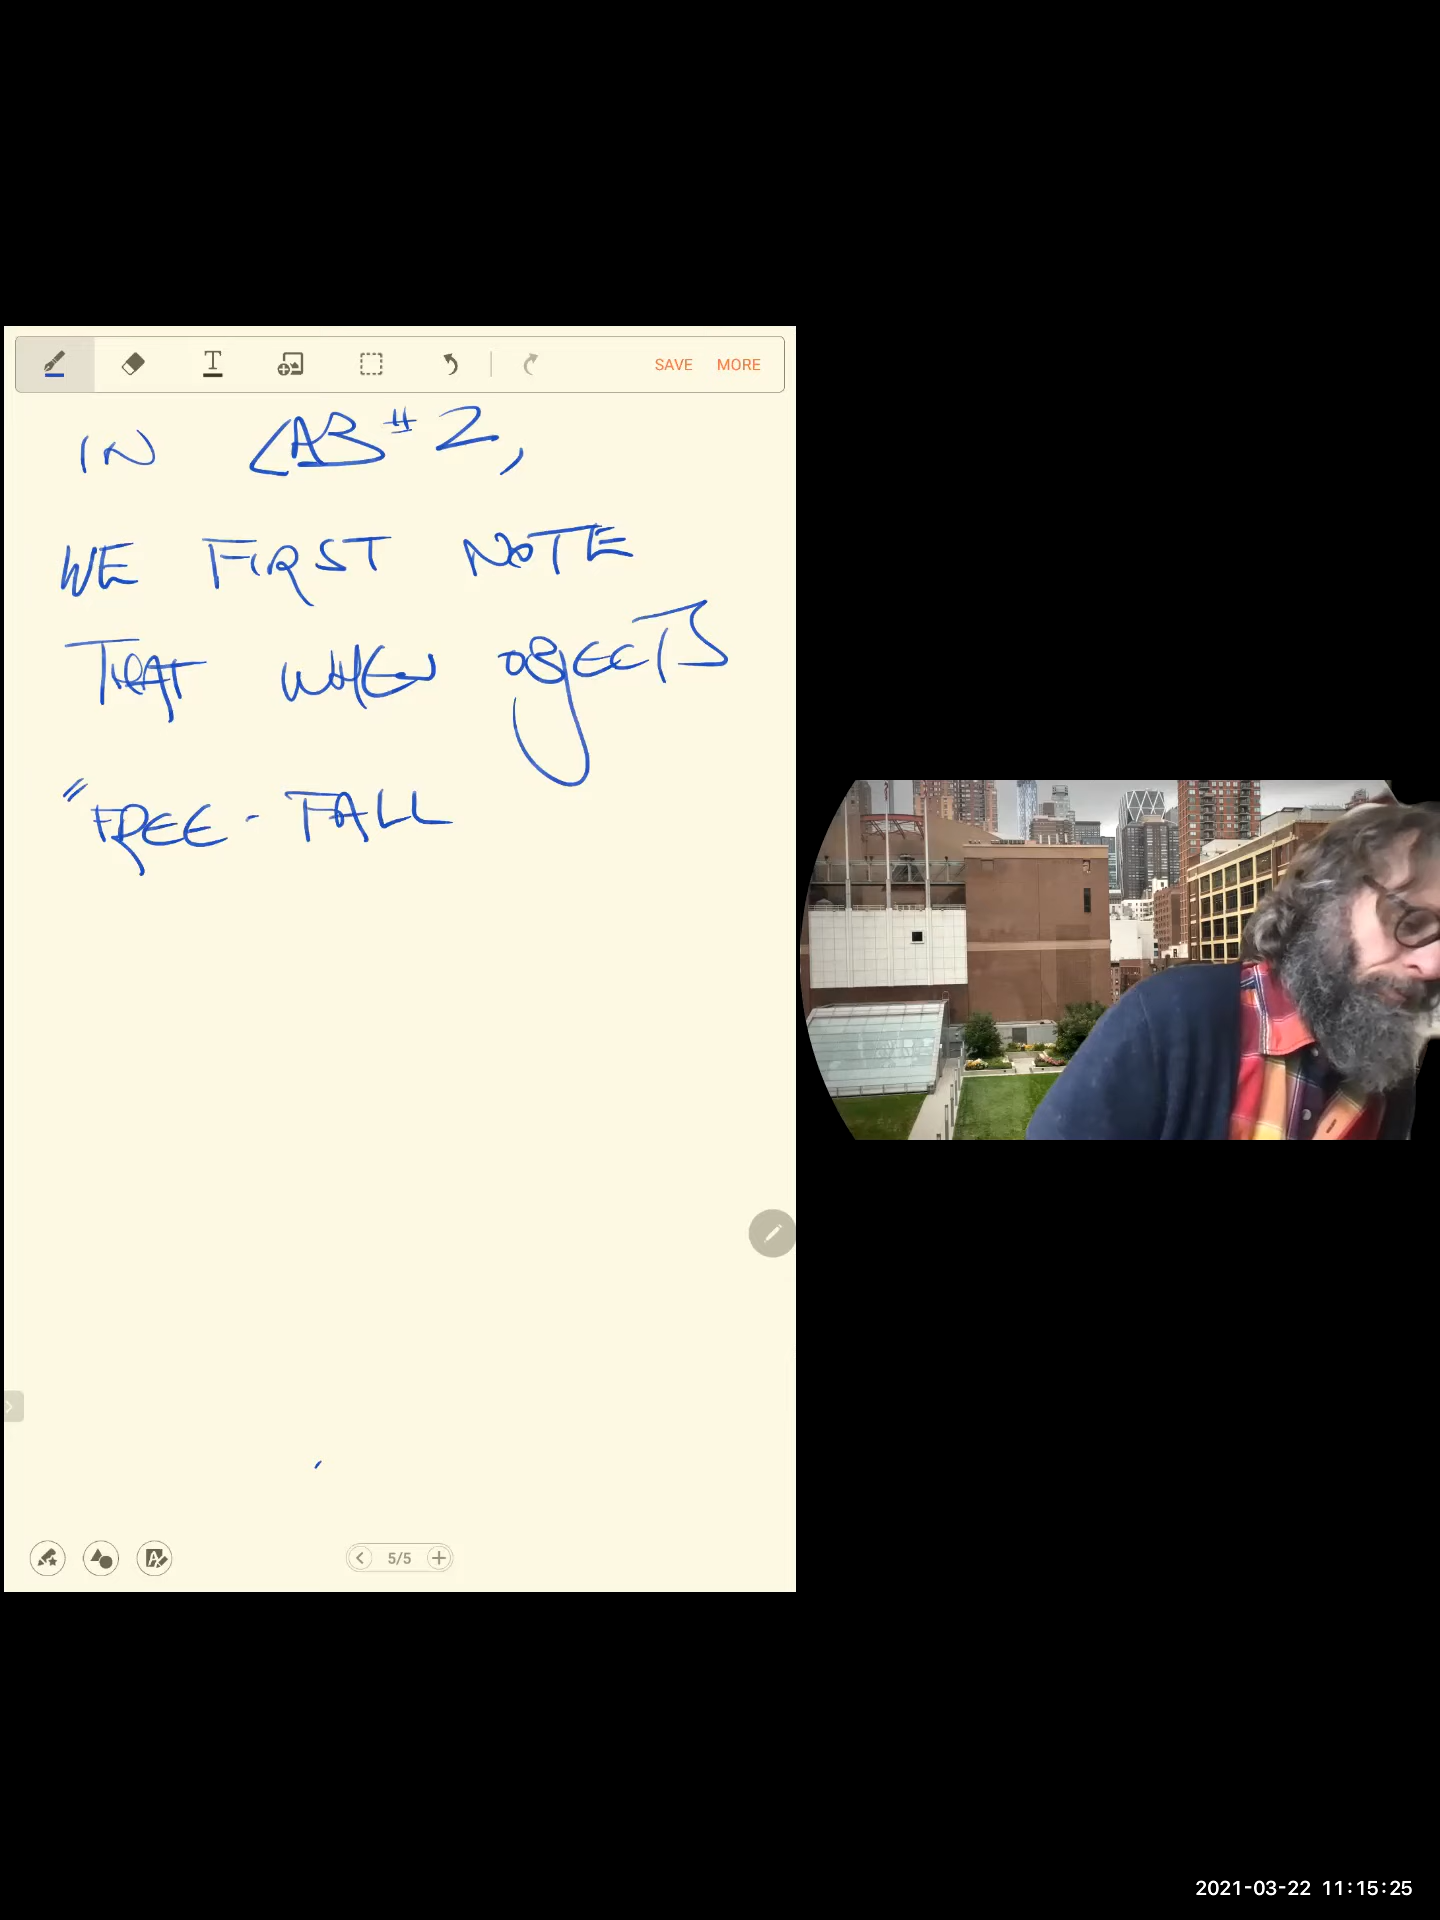 T SAVE MORE
IN LAB #2,
WE FIRST NOTE
THAT WHEN OBJECTS
"FREE-FALL
A 5/5
2021-03-22 11:15:25